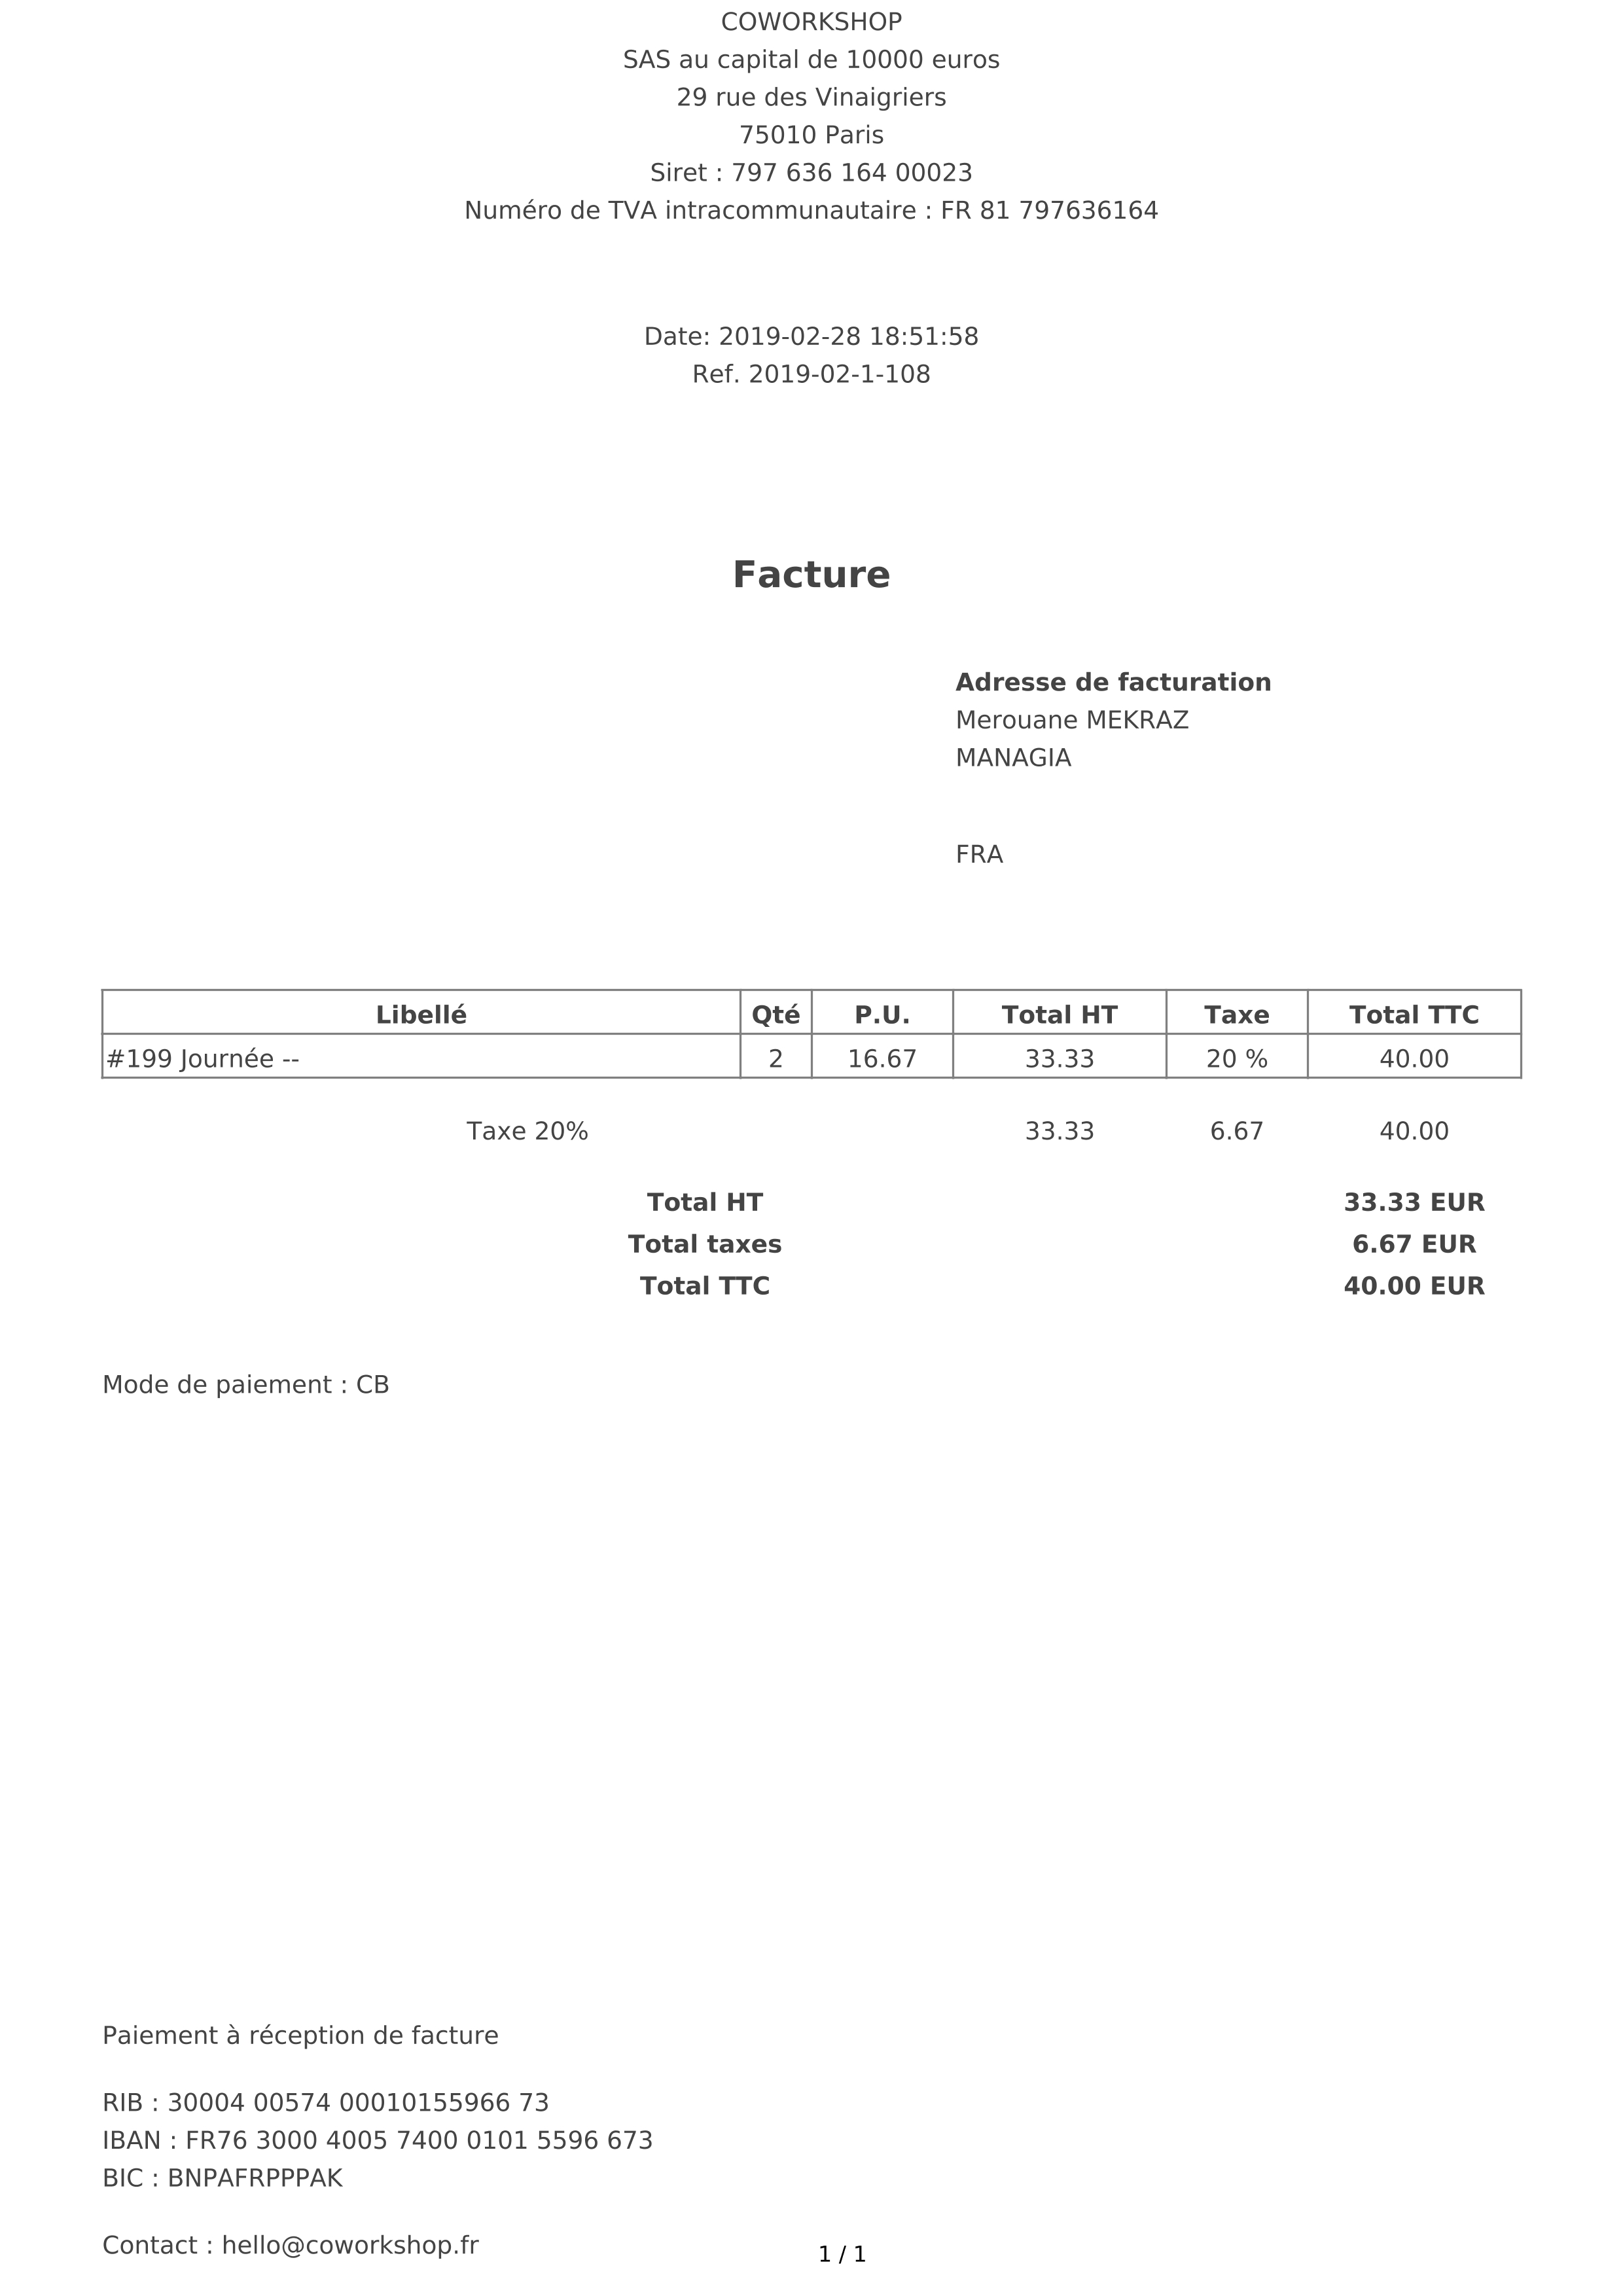 COWORKSHOP
SAS au capital de 10000 euros
29 rue des Vinaigriers
75010 Paris
Siret : 797 636 164 00023
Numéro de TVA intracommunautaire : FR 81 797636164
Date: 2019-02-28 18:51:58
Ref. 2019-02-1-108
Facture
Adresse de facturation
Merouane MEKRAZ
MANAGIA
FRA
Libellé Qté P.U. Total HT Taxe Total TTC
#199 Journée -- 2 16.67 33.33 20 % 40.00
Taxe 20% 33.33 6.67 40.00
Total HT 33.33 EUR
Total taxes 6.67 EUR
Total TTC 40.00 EUR
Mode de paiement : CB
Paiement à réception de facture
RIB : 30004 00574 00010155966 73
IBAN : FR76 3000 4005 7400 0101 5596 673
BIC : BNPAFRPPPAK
Contact : hello@coworkshop.fr
1 / 1